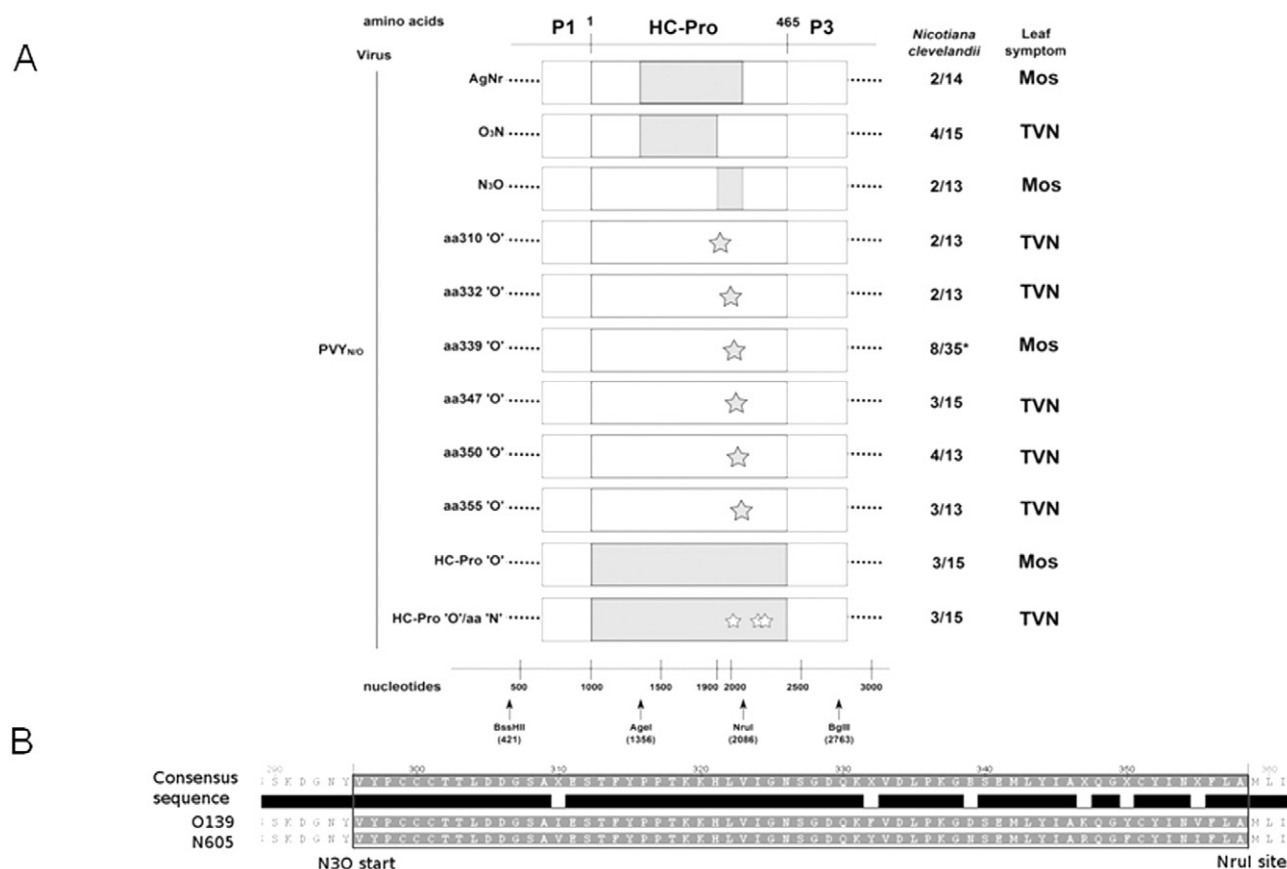 A
amino acids P1 1 HC-Pro 465 P3
Nicotiana clevelandii
Leaf symptom
Virus
AgNr 2/14 Mos
O₃N 4/15 TVN
N₃O 2/13 Mos
aa310 'O' 2/13 TVN
aa332 'O' 2/13 TVN
PVY_N/O
aa339 'O' 8/35* Mos
aa347 'O' 3/15 TVN
aa350 'O' 4/13 TVN
aa355 'O' 3/13 TVN
HC-Pro 'O' 3/15 Mos
HC-Pro 'O'/aa 'N' 3/15 TVN
nucleotides 500 1000 1500 1900 2000 2500 3000
BssHII AgeI NruI BglII
(421) (1356) (2086) (2763)
B
290 300 310 320 330 340 350 360
Consensus
sequence
O139
N605
N3O start NruI site